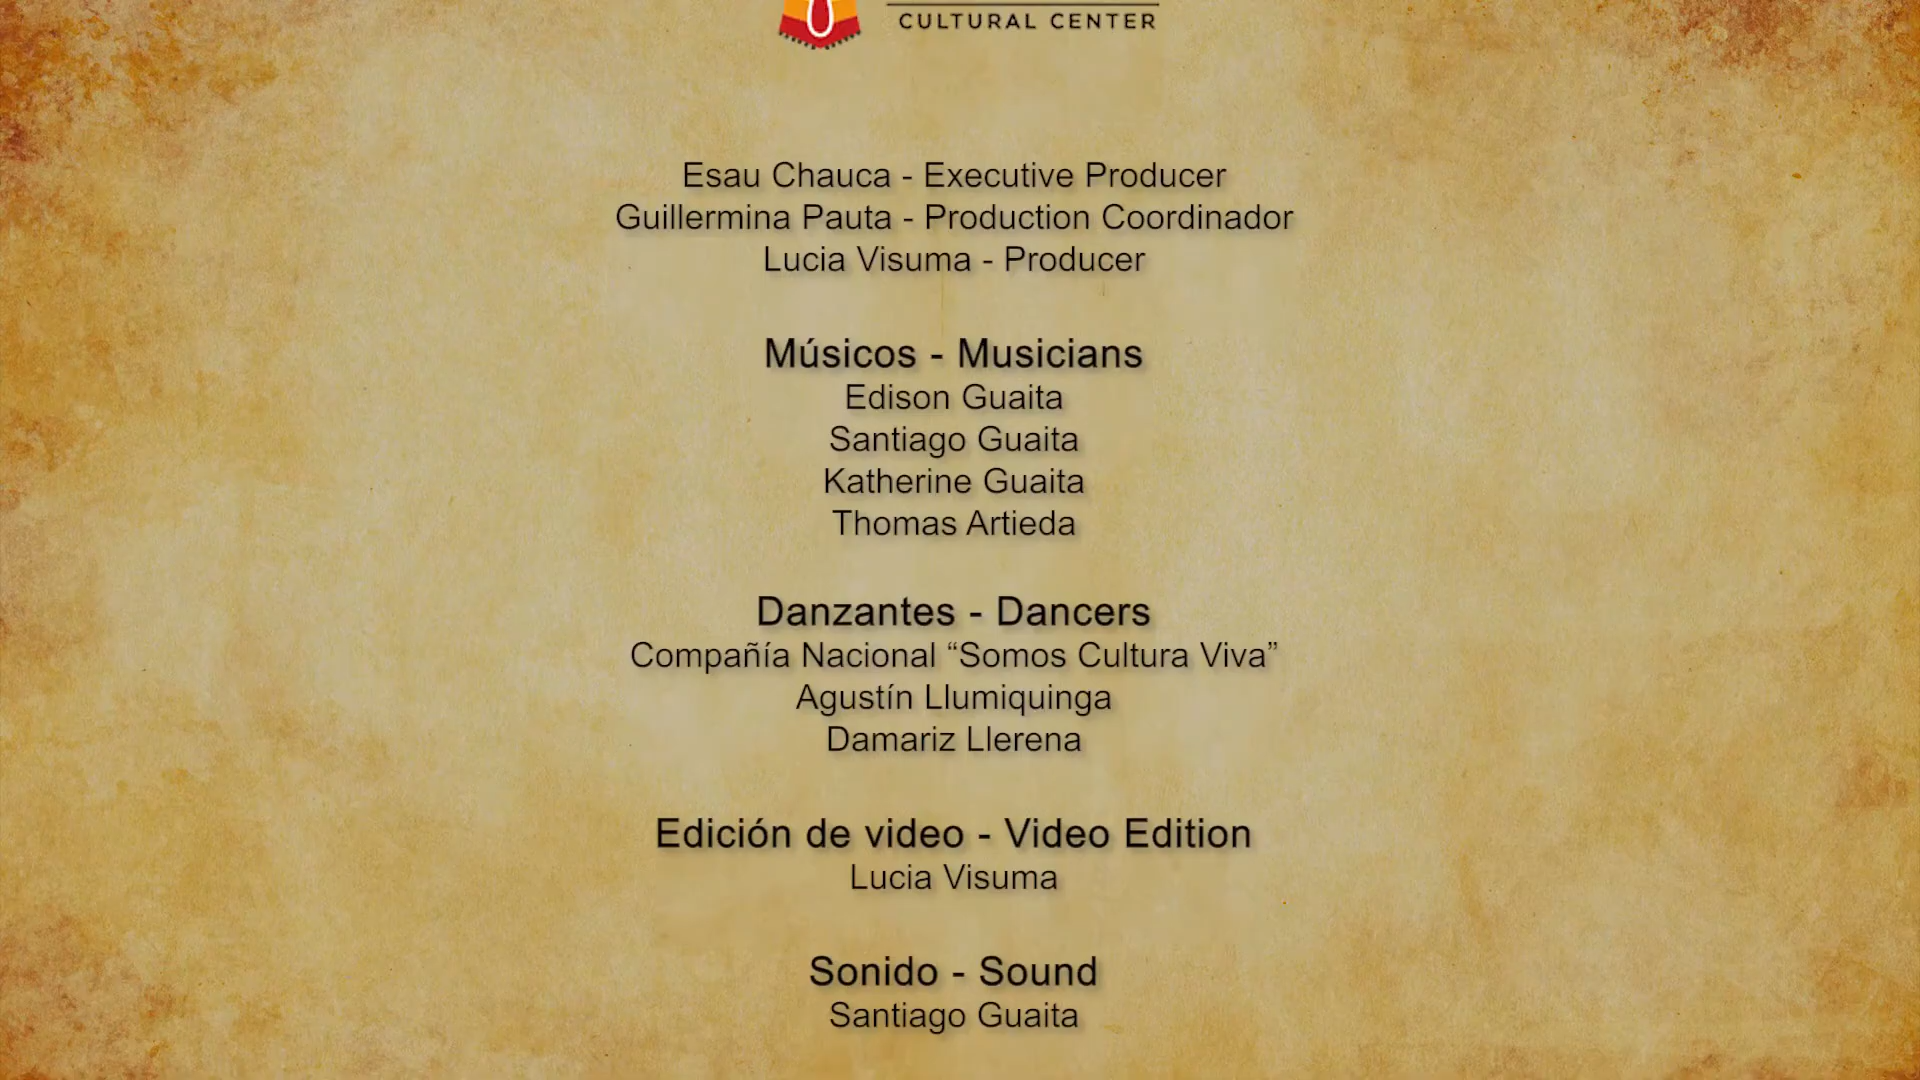 CULTURAL CENTER
Esau Chauca - Executive Producer
Guillermina Pauta - Production Coordinador
Lucia Visuma - Producer
Músicos - Musicians
Edison Guaita
Santiago Guaita
Katherine Guaita
Thomas Artieda
Danzantes - Dancers
Compañía Nacional “Somos Cultura Viva”
Agustín Llumiquinga
Damariz Llerena
Edición de video - Video Edition
Lucia Visuma
Sonido - Sound
Santiago Guaita